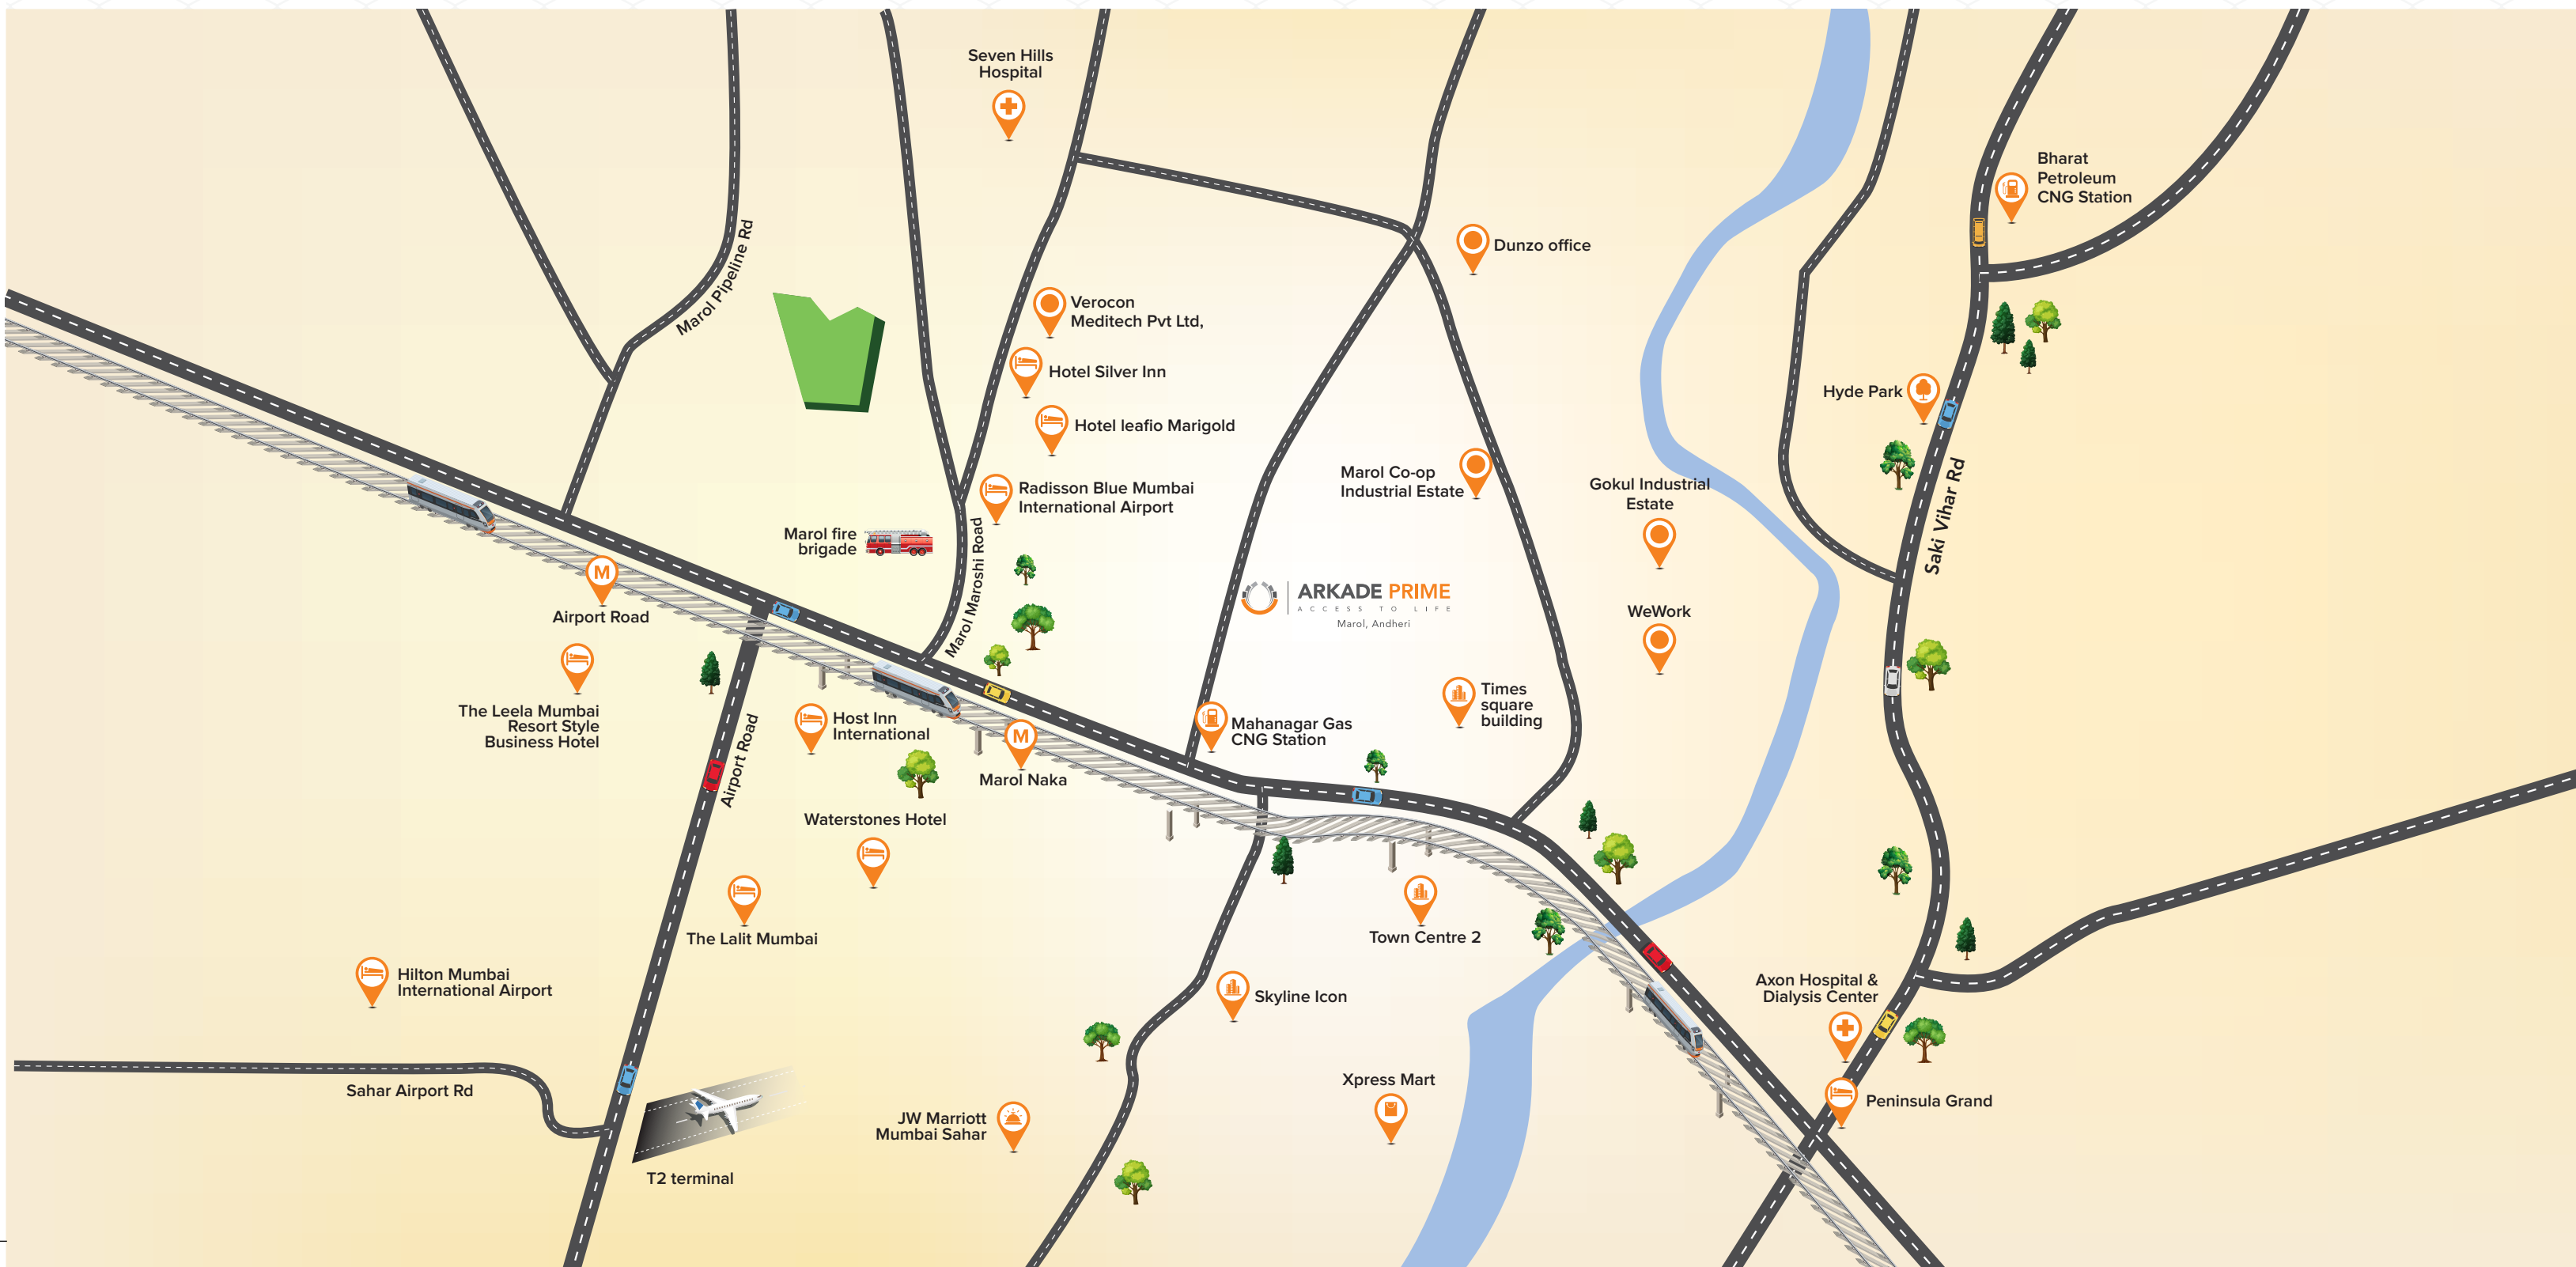 Seven Hills
Hospital
Bharat
Petroleum
CNG Station
Marol Pipeline Rd
Dunzo office
Verocon
Meditech Pvt Ltd,
Hotel Silver Inn
Hyde Park
Hotel leafio Marigold
Marol Co-op
Industrial Estate
Gokul Industrial
Estate
Radisson Blue Mumbai
International Airport
Saki Vihar Rd
Marol fire
brigade
Marol Maroshi Road
ARKADE PRIME
ACCESS TO LIFE
Marol, Andheri
M
Airport Road
WeWork
The Leela Mumbai
Resort Style
Business Hotel
Airport Road
Host Inn
International
M
Marol Naka
Mahanagar Gas
CNG Station
Times
square
building
Waterstones Hotel
The Lalit Mumbai
Town Centre 2
Hilton Mumbai
International Airport
Skyline Icon
Axon Hospital &
Dialysis Center
Sahar Airport Rd
Xpress Mart
Peninsula Grand
JW Marriott
Mumbai Sahar
T2 terminal